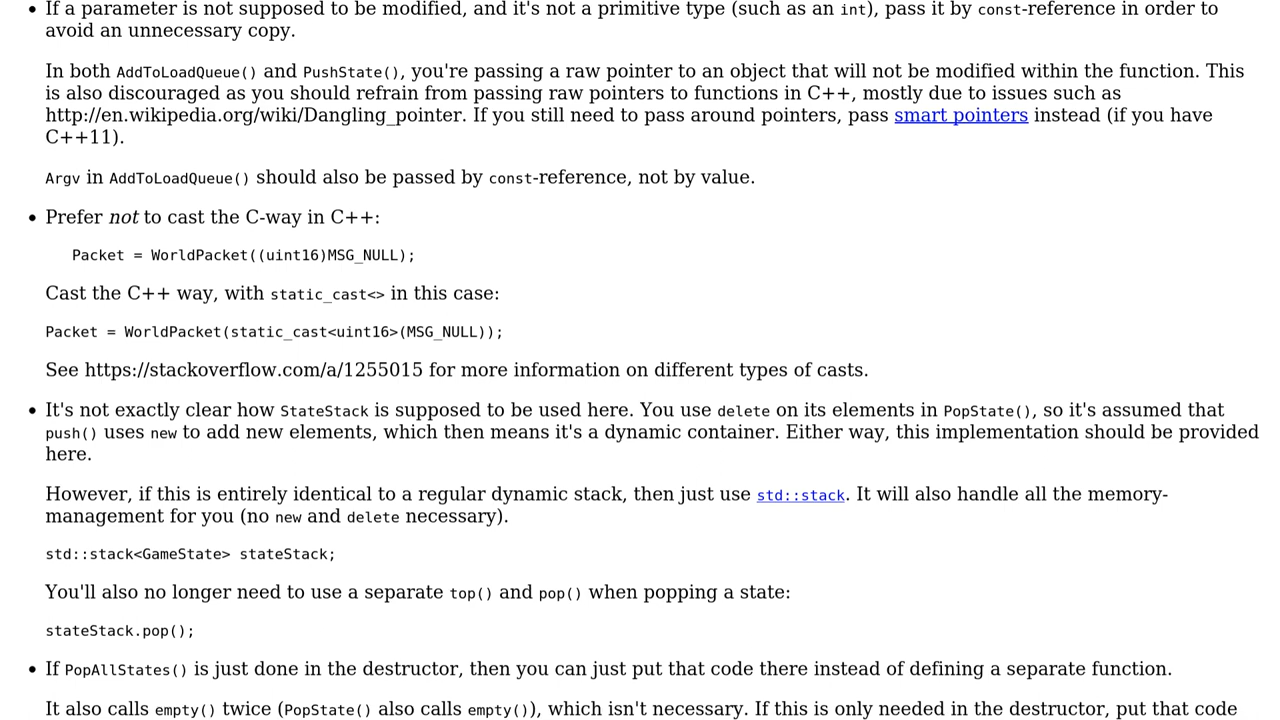 • If a parameter is not supposed to be modified, and it's not a primitive type (such as an int), pass it by const-reference in order to
avoid an unnecessary copy.
In both AddToLoadQueue() and PushState(), you're passing a raw pointer to an object that will not be modified within the function. This
is also discouraged as you should refrain from passing raw pointers to functions in C++, mostly due to issues such as
http://en.wikipedia.org/wiki/Dangling_pointer. If you still need to pass around pointers, pass smart pointers instead (if you have
C++11).
Argv in AddToLoadQueue() should also be passed by const-reference, not by value.
• Prefer not to cast the C-way in C++:
Packet = WorldPacket((uint16)MSG_NULL);
Cast the C++ way, with static_cast<> in this case:
Packet = WorldPacket(static_cast<uint16>(MSG_NULL));
See https://stackoverflow.com/a/1255015 for more information on different types of casts.
• It's not exactly clear how StateStack is supposed to be used here. You use delete on its elements in PopState(), so it's assumed that
push() uses new to add new elements, which then means it's a dynamic container. Either way, this implementation should be provided
here.
However, if this is entirely identical to a regular dynamic stack, then just use std::stack. It will also handle all the memory-
management for you (no new and delete necessary).
std::stack<GameState> stateStack;
You'll also no longer need to use a separate top() and pop() when popping a state:
stateStack.pop();
• If PopAllStates() is just done in the destructor, then you can just put that code there instead of defining a separate function.
It also calls empty() twice (PopState() also calls empty()), which isn't necessary. If this is only needed in the destructor, put that code